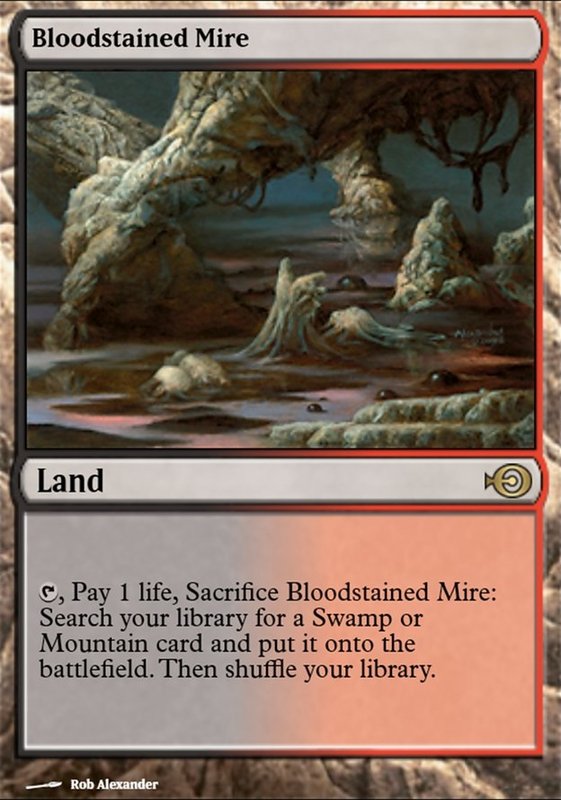 Bloodstained Mire
Land
, Pay 1 life, Sacrifice Bloodstained Mire:
Search your library for a Swamp or
Mountain card and put it onto the
battlefield. Then shuffle your library.
Rob Alexander